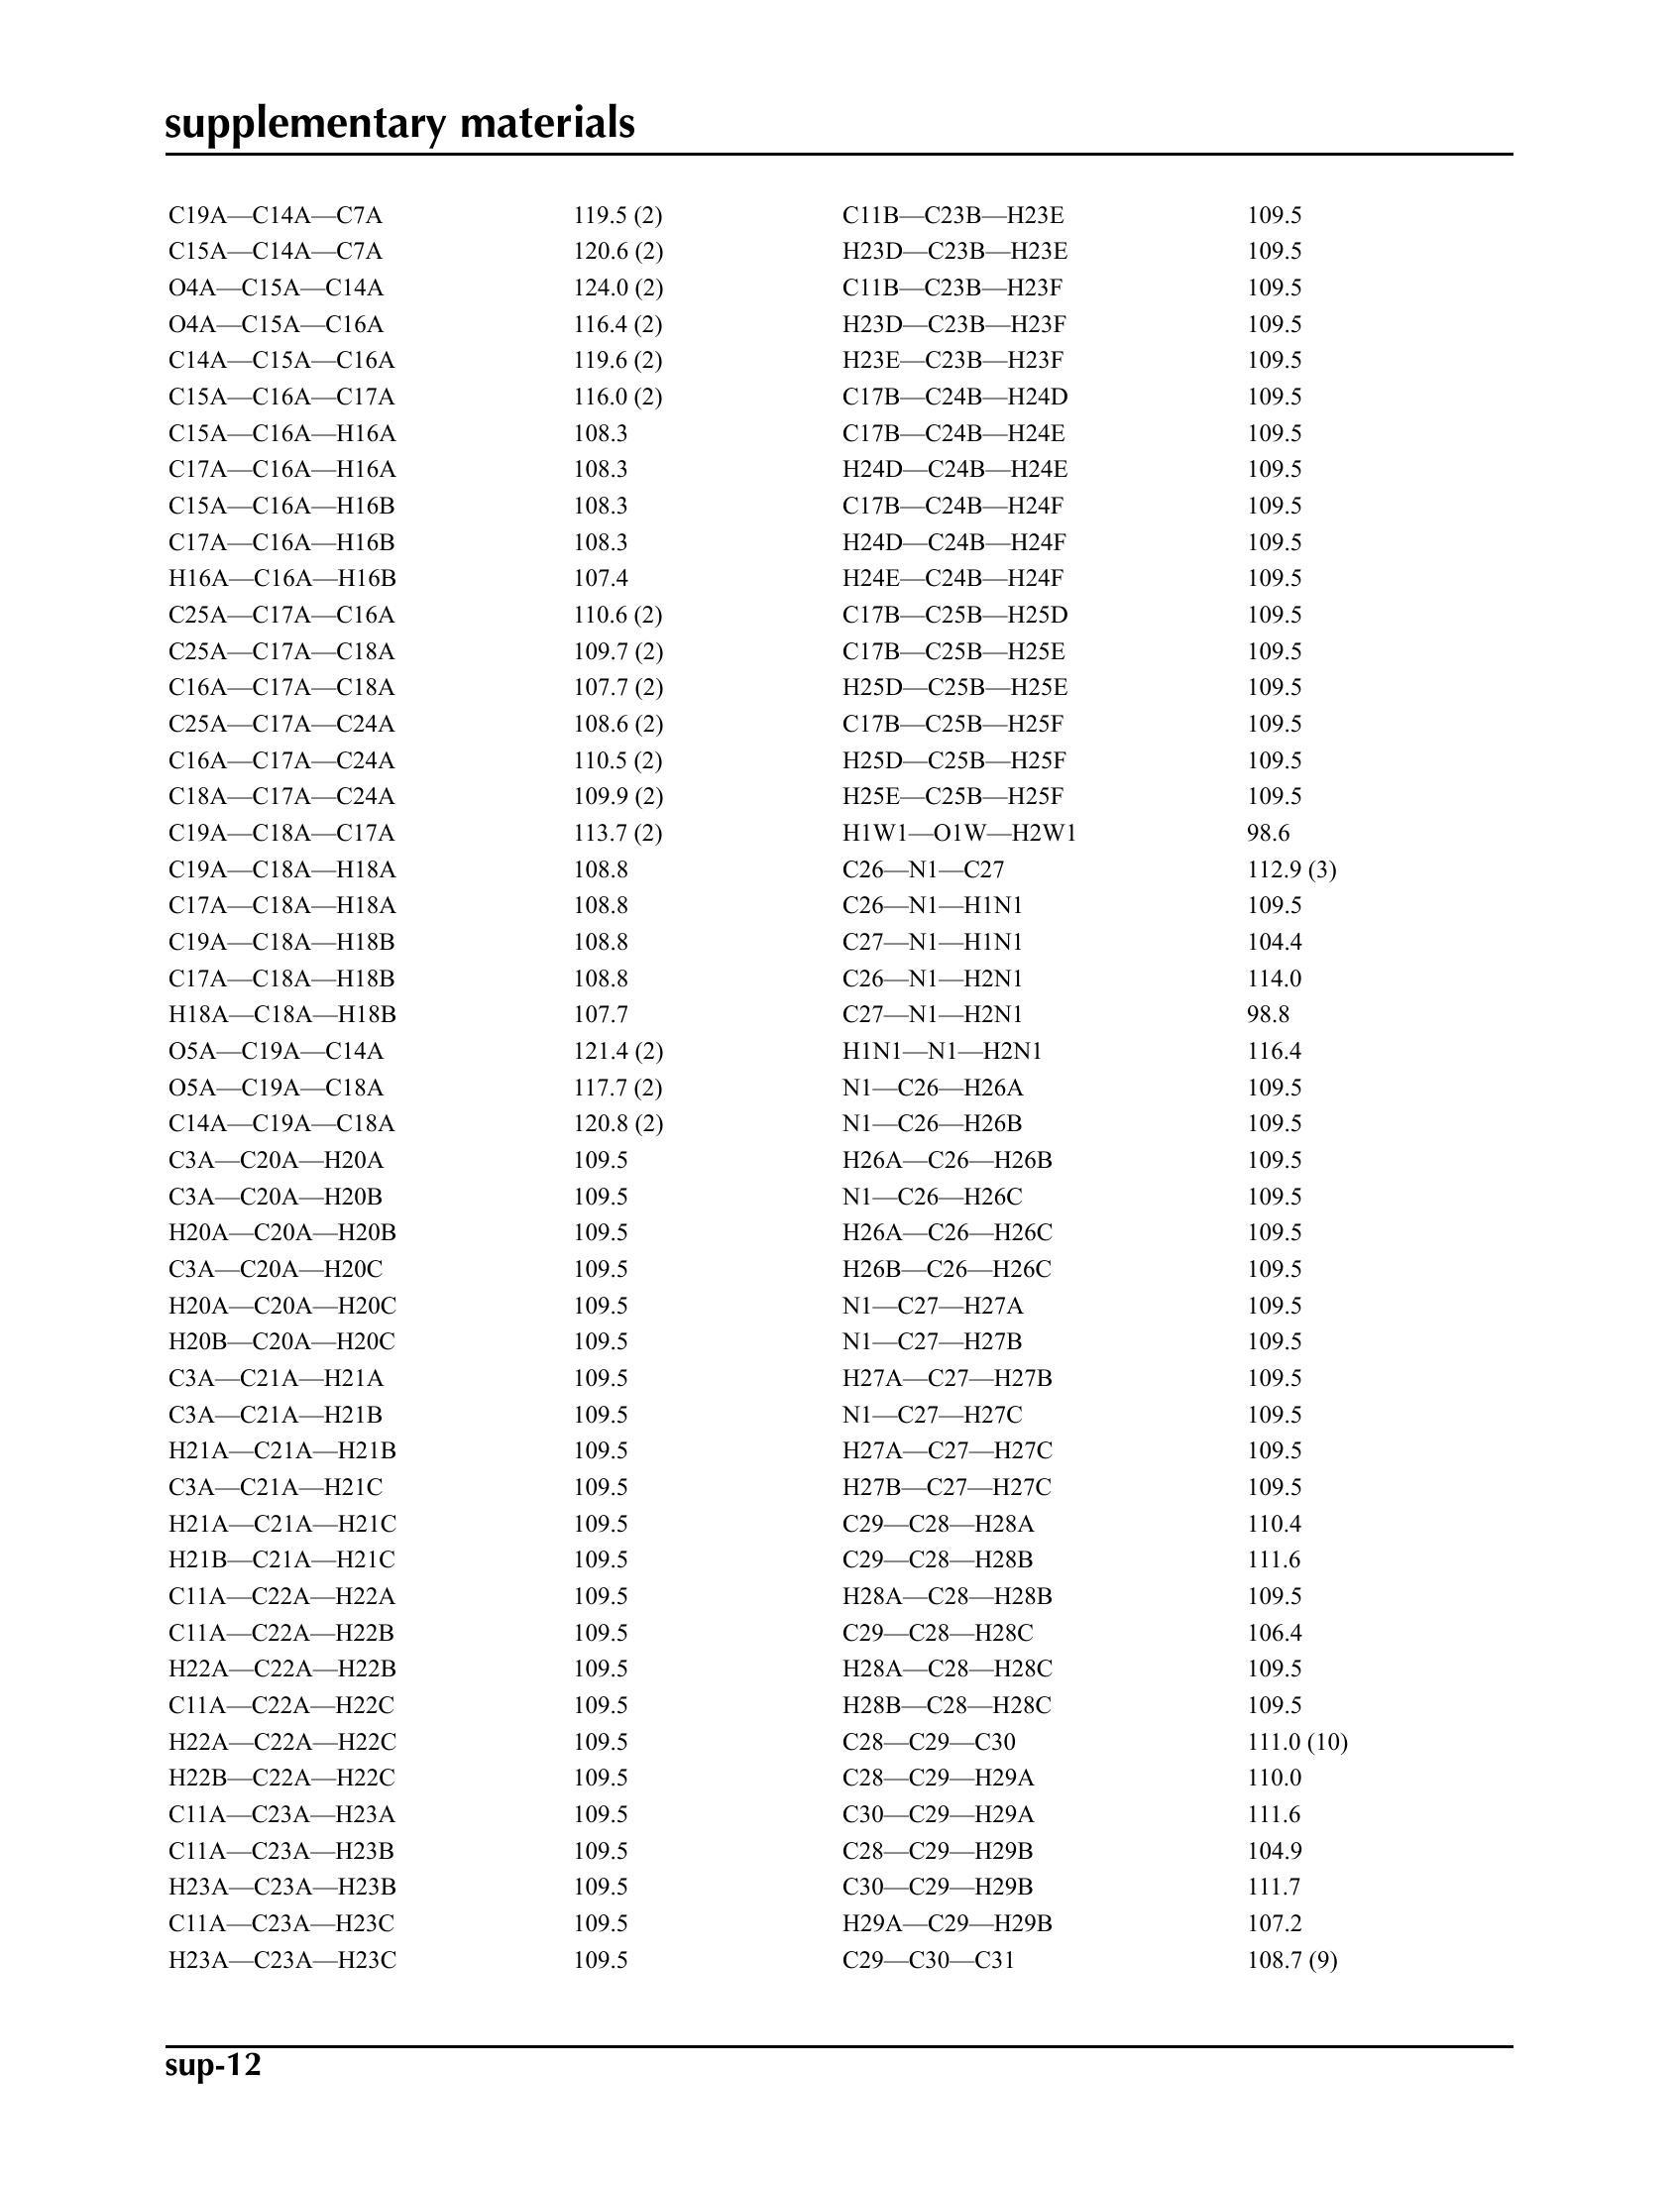 supplementary materials
C19A—C14A—C7A 119.5 (2) C11B—C23B—H23E 109.5
C15A—C14A—C7A 120.6 (2) H23D—C23B—H23E 109.5
O4A—C15A—C14A 124.0 (2) C11B—C23B—H23F 109.5
O4A—C15A—C16A 116.4 (2) H23D—C23B—H23F 109.5
C14A—C15A—C16A 119.6 (2) H23E—C23B—H23F 109.5
C15A—C16A—C17A 116.0 (2) C17B—C24B—H24D 109.5
C15A—C16A—H16A 108.3 C17B—C24B—H24E 109.5
C17A—C16A—H16A 108.3 H24D—C24B—H24E 109.5
C15A—C16A—H16B 108.3 C17B—C24B—H24F 109.5
C17A—C16A—H16B 108.3 H24D—C24B—H24F 109.5
H16A—C16A—H16B 107.4 H24E—C24B—H24F 109.5
C25A—C17A—C16A 110.6 (2) C17B—C25B—H25D 109.5
C25A—C17A—C18A 109.7 (2) C17B—C25B—H25E 109.5
C16A—C17A—C18A 107.7 (2) H25D—C25B—H25E 109.5
C25A—C17A—C24A 108.6 (2) C17B—C25B—H25F 109.5
C16A—C17A—C24A 110.5 (2) H25D—C25B—H25F 109.5
C18A—C17A—C24A 109.9 (2) H25E—C25B—H25F 109.5
C19A—C18A—C17A 113.7 (2) H1W1—O1W—H2W1 98.6
C19A—C18A—H18A 108.8 C26—N1—C27 112.9 (3)
C17A—C18A—H18A 108.8 C26—N1—H1N1 109.5
C19A—C18A—H18B 108.8 C27—N1—H1N1 104.4
C17A—C18A—H18B 108.8 C26—N1—H2N1 114.0
H18A—C18A—H18B 107.7 C27—N1—H2N1 98.8
O5A—C19A—C14A 121.4 (2) H1N1—N1—H2N1 116.4
O5A—C19A—C18A 117.7 (2) N1—C26—H26A 109.5
C14A—C19A—C18A 120.8 (2) N1—C26—H26B 109.5
C3A—C20A—H20A 109.5 H26A—C26—H26B 109.5
C3A—C20A—H20B 109.5 N1—C26—H26C 109.5
H20A—C20A—H20B 109.5 H26A—C26—H26C 109.5
C3A—C20A—H20C 109.5 H26B—C26—H26C 109.5
H20A—C20A—H20C 109.5 N1—C27—H27A 109.5
H20B—C20A—H20C 109.5 N1—C27—H27B 109.5
C3A—C21A—H21A 109.5 H27A—C27—H27B 109.5
C3A—C21A—H21B 109.5 N1—C27—H27C 109.5
H21A—C21A—H21B 109.5 H27A—C27—H27C 109.5
C3A—C21A—H21C 109.5 H27B—C27—H27C 109.5
H21A—C21A—H21C 109.5 C29—C28—H28A 110.4
H21B—C21A—H21C 109.5 C29—C28—H28B 111.6
C11A—C22A—H22A 109.5 H28A—C28—H28B 109.5
C11A—C22A—H22B 109.5 C29—C28—H28C 106.4
H22A—C22A—H22B 109.5 H28A—C28—H28C 109.5
C11A—C22A—H22C 109.5 H28B—C28—H28C 109.5
H22A—C22A—H22C 109.5 C28—C29—C30 111.0 (10)
H22B—C22A—H22C 109.5 C28—C29—H29A 110.0
C11A—C23A—H23A 109.5 C30—C29—H29A 111.6
C11A—C23A—H23B 109.5 C28—C29—H29B 104.9
H23A—C23A—H23B 109.5 C30—C29—H29B 111.7
C11A—C23A—H23C 109.5 H29A—C29—H29B 107.2
H23A—C23A—H23C 109.5 C29—C30—C31 108.7 (9)
sup-12